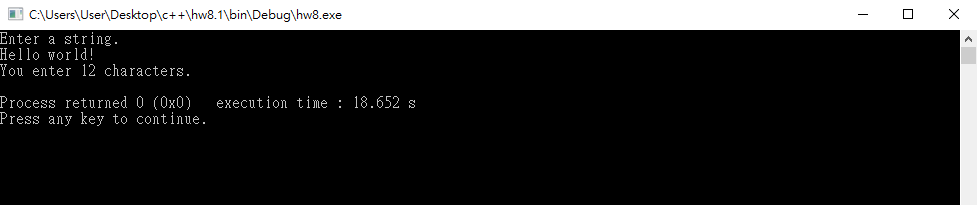 C:\Users\User\Desktop\c++\hw8.1\bin\Debug\hw8.exe
Enter a string.
Hello world!
You enter 12 characters.
Process returned 0 (0x0)   execution time : 18.652 s
Press any key to continue.